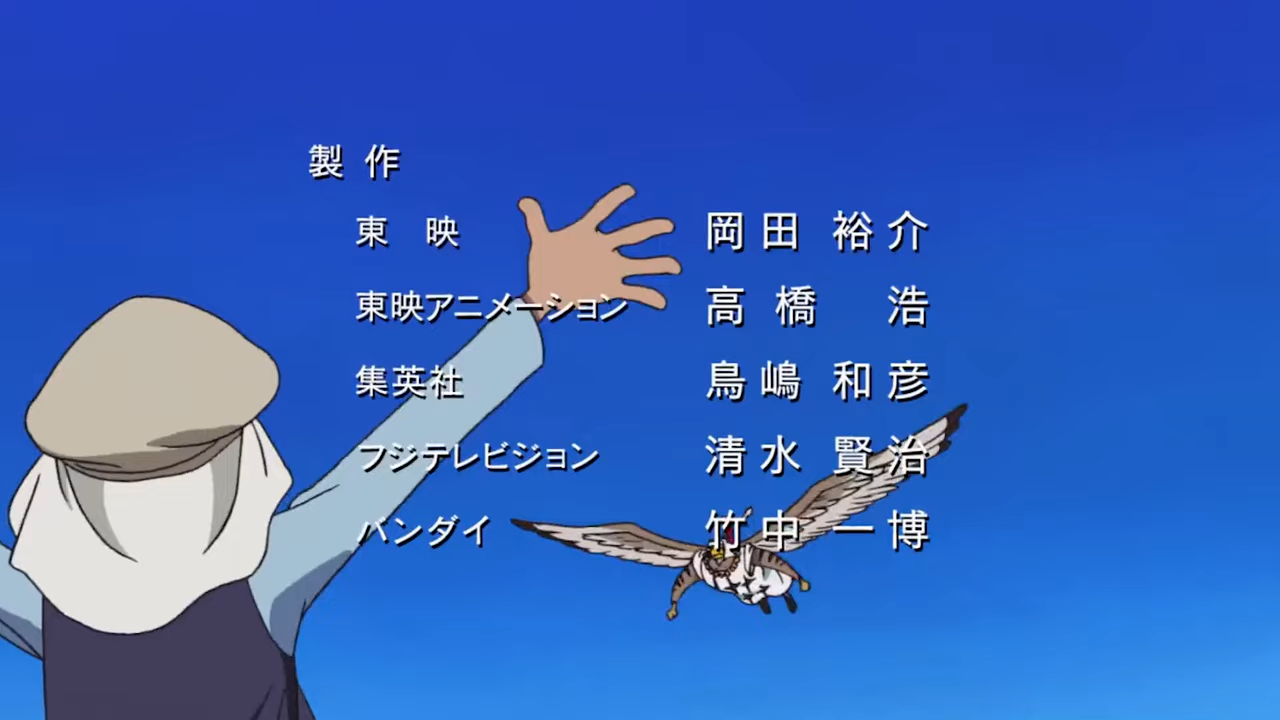 製作
東映 岡田 裕介
東映アニメーション 高橋 浩
集英社 鳥嶋 和彦
フジテレビジョン 清水 賢治
バンダイ 竹中 一博